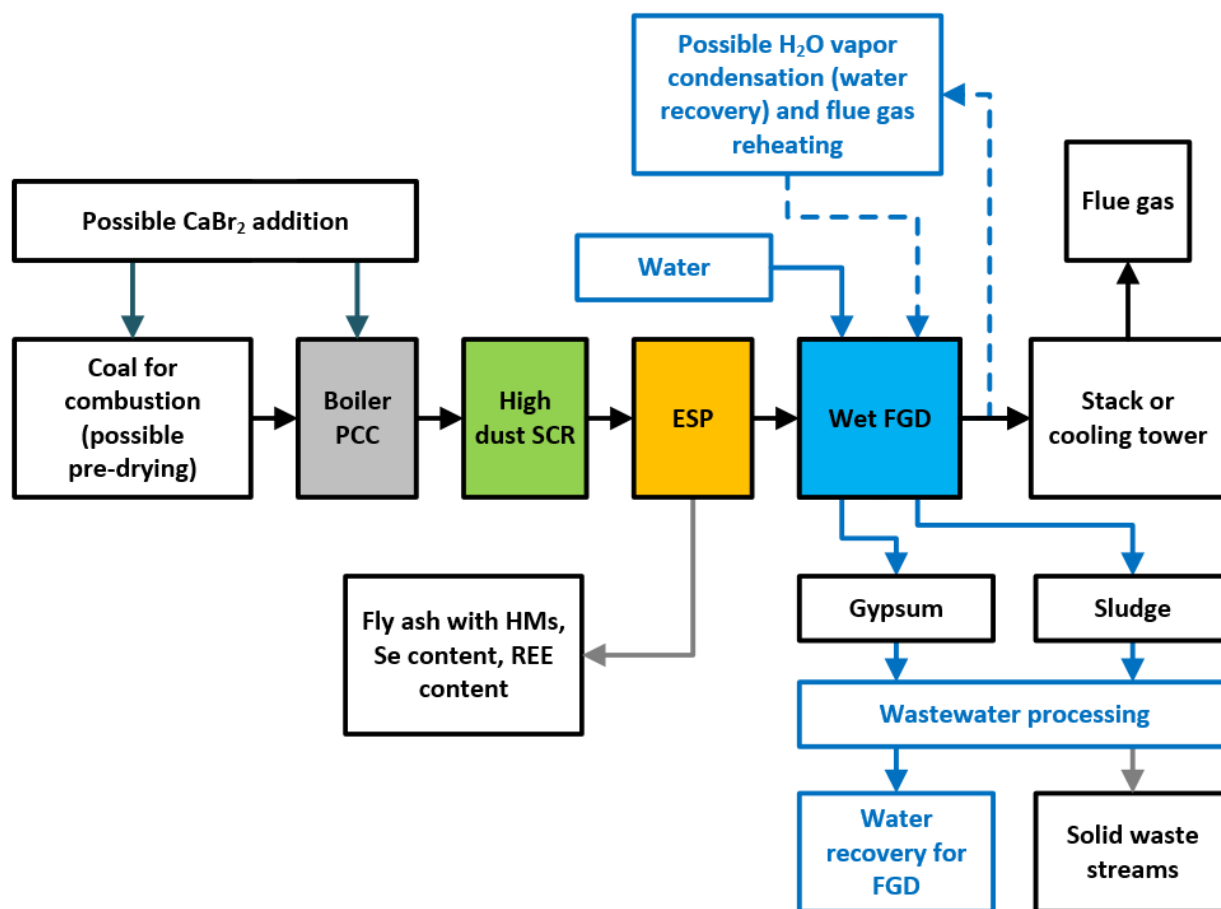 Possible H₂O vapor
condensation (water
recovery) and flue gas
reheating
Possible CaBr₂ addition
Flue gas
Water
Coal for
combustion
(possible
pre-drying)
Boiler
PCC
High
dust SCR
ESP
Wet FGD
Stack or
cooling tower
Fly ash with HMs,
Se content, REE
content
Gypsum
Sludge
Wastewater processing
Water
recovery for
FGD
Solid waste
streams